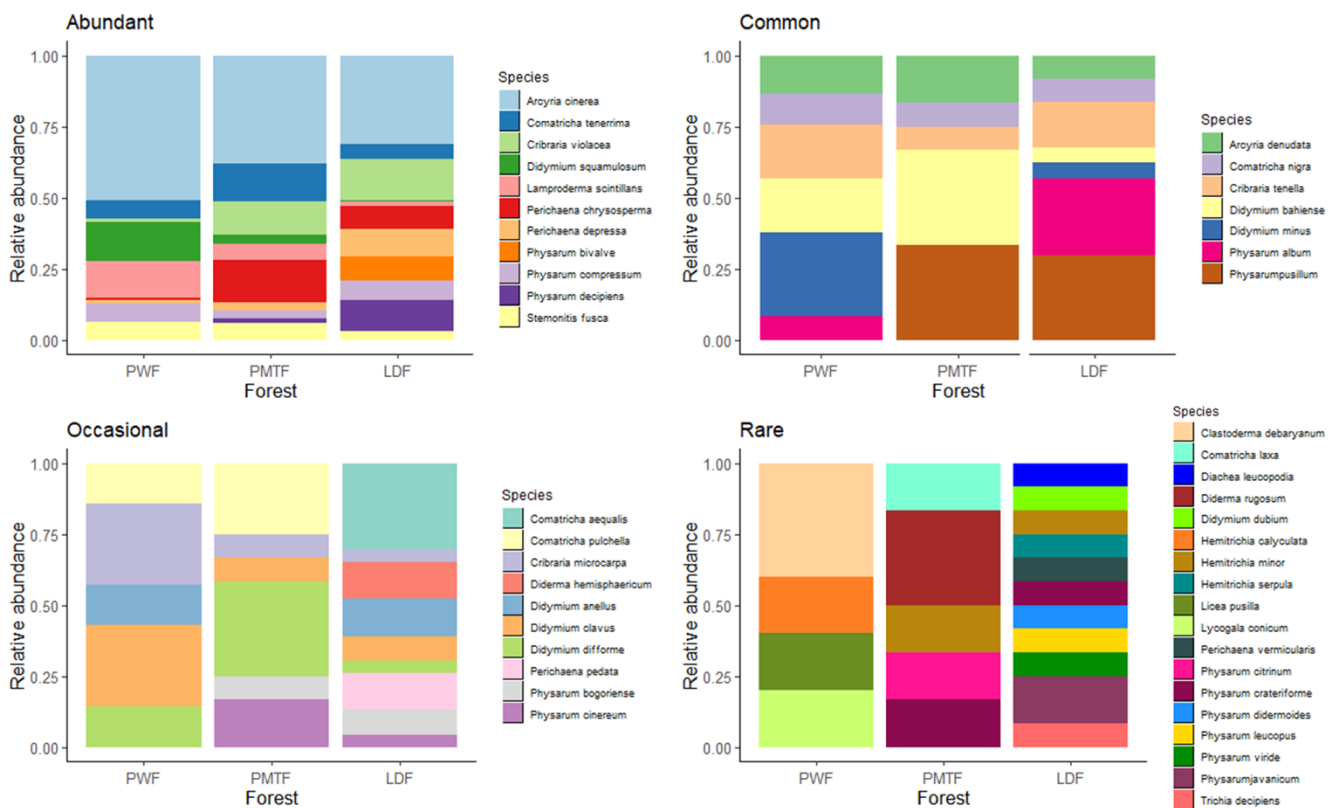 Abundant
Relative abundance
1.00
0.75
0.50
0.25
0.00
PWF PMTF LDF
Forest
Species
Arcyria cinerea
Comatricha tenerrima
Cribraria violacea
Didymium squamulosum
Lamproderma scintillans
Perichaena chrysosperma
Perichaena depressa
Physarum bivalve
Physarum compressum
Physarum decipiens
Stemonitis fusca
Common
Relative abundance
1.00
0.75
0.50
0.25
0.00
PWF PMTF LDF
Forest
Species
Arcyria denudata
Comatricha nigra
Cribraria tenella
Didymium bahiense
Didymium minus
Physarum album
Physarumpusillum
Occasional
Relative abundance
1.00
0.75
0.50
0.25
0.00
PWF PMTF LDF
Forest
Species
Comatricha aequalis
Comatricha pulchella
Cribraria microcarpa
Diderma hemisphaericum
Didymium anellus
Didymium clavus
Didymium difforme
Perichaena pedata
Physarum bogoriense
Physarum cinereum
Rare
Relative abundance
1.00
0.75
0.50
0.25
0.00
PWF PMTF LDF
Forest
Species
Clastoderma debaryanum
Comatricha laxa
Diachea leucopodia
Diderma rugosum
Didymium dubium
Hemitrichia calyculata
Hemitrichia minor
Hemitrichia serpula
Licea pusilla
Lycogala conicum
Perichaena vermicularis
Physarum citrinum
Physarum crateriforme
Physarum didermoides
Physarum leucopus
Physarum viride
Physarumjavanicum
Trichia decipiens